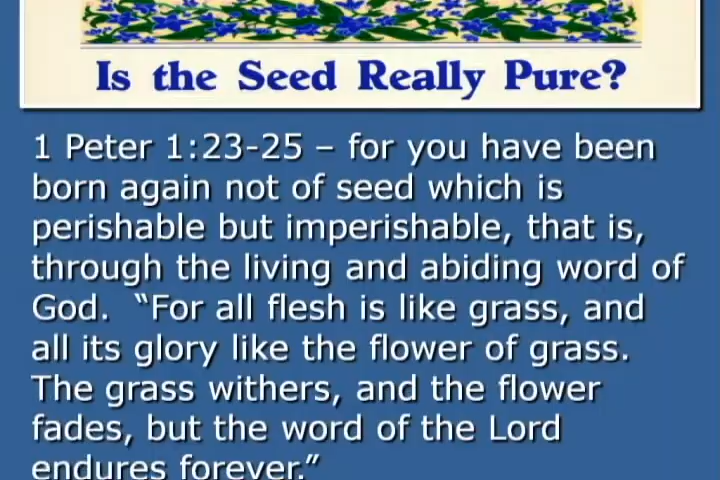 Is the Seed Really Pure?
1 Peter 1:23-25 – for you have been
born again not of seed which is
perishable but imperishable, that is,
through the living and abiding word of
God.  “For all flesh is like grass, and
all its glory like the flower of grass.
The grass withers, and the flower
fades, but the word of the Lord
endures forever.”